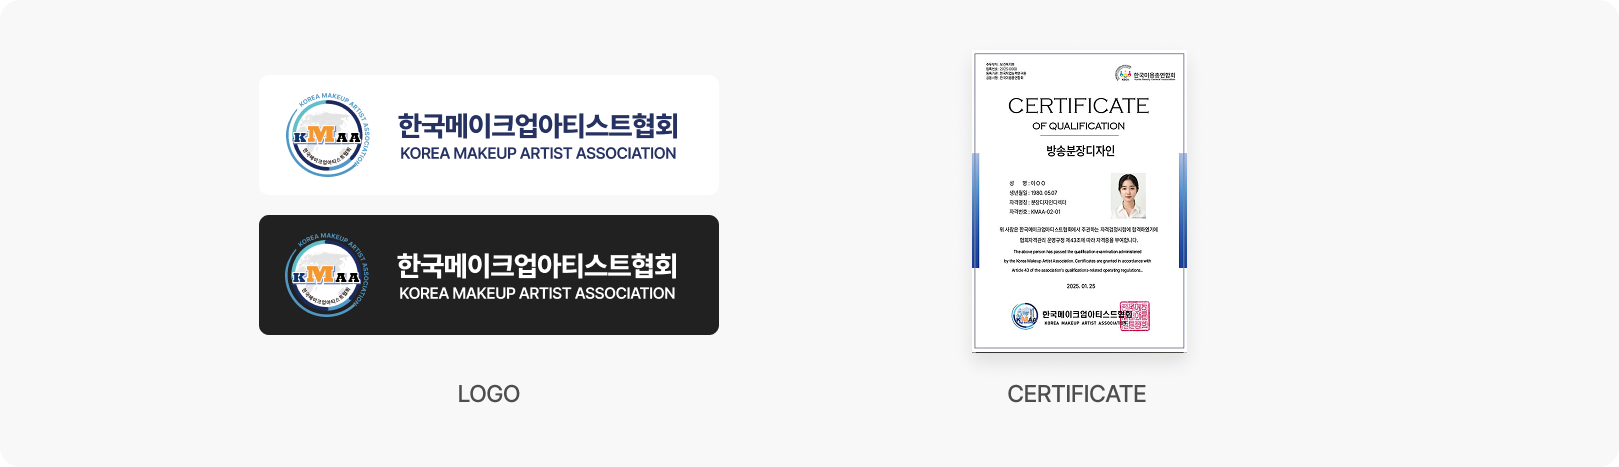 KOREA MAKEUP ARTIST ASSOCIATION
KMAA
한국메이크업아티스트협회
한국메이크업아티스트협회
KOREA MAKEUP ARTIST ASSOCIATION
KOREA MAKEUP ARTIST ASSOCIATION
KMAA
한국메이크업아티스트협회
한국메이크업아티스트협회
KOREA MAKEUP ARTIST ASSOCIATION
LOGO
한국미용총연합회
CERTIFICATE
OF QUALIFICATION
방송분장디자인
성 명 : 이 O O
생년월일 : 1980. 05.07
자격명칭 : 분장디자인디렉터
자격번호 : KMAA-02-01
위 사람은 한국메이크업아티스트협회에서 주관하는 자격검정시험에 합격하였기에
협회자격관리 운영규정 제43조에 따라 자격증을 부여합니다.
The above person has passed the qualification examination administered
by the Korea Makeup Artist Association. Certificates are granted in accordance with
Article 43 of the association's qualifications-related operating regulations..
2025. 01. 25
한국메이크업아티스트협회
KOREA MAKEUP ARTIST ASSOCIATION
CERTIFICATE